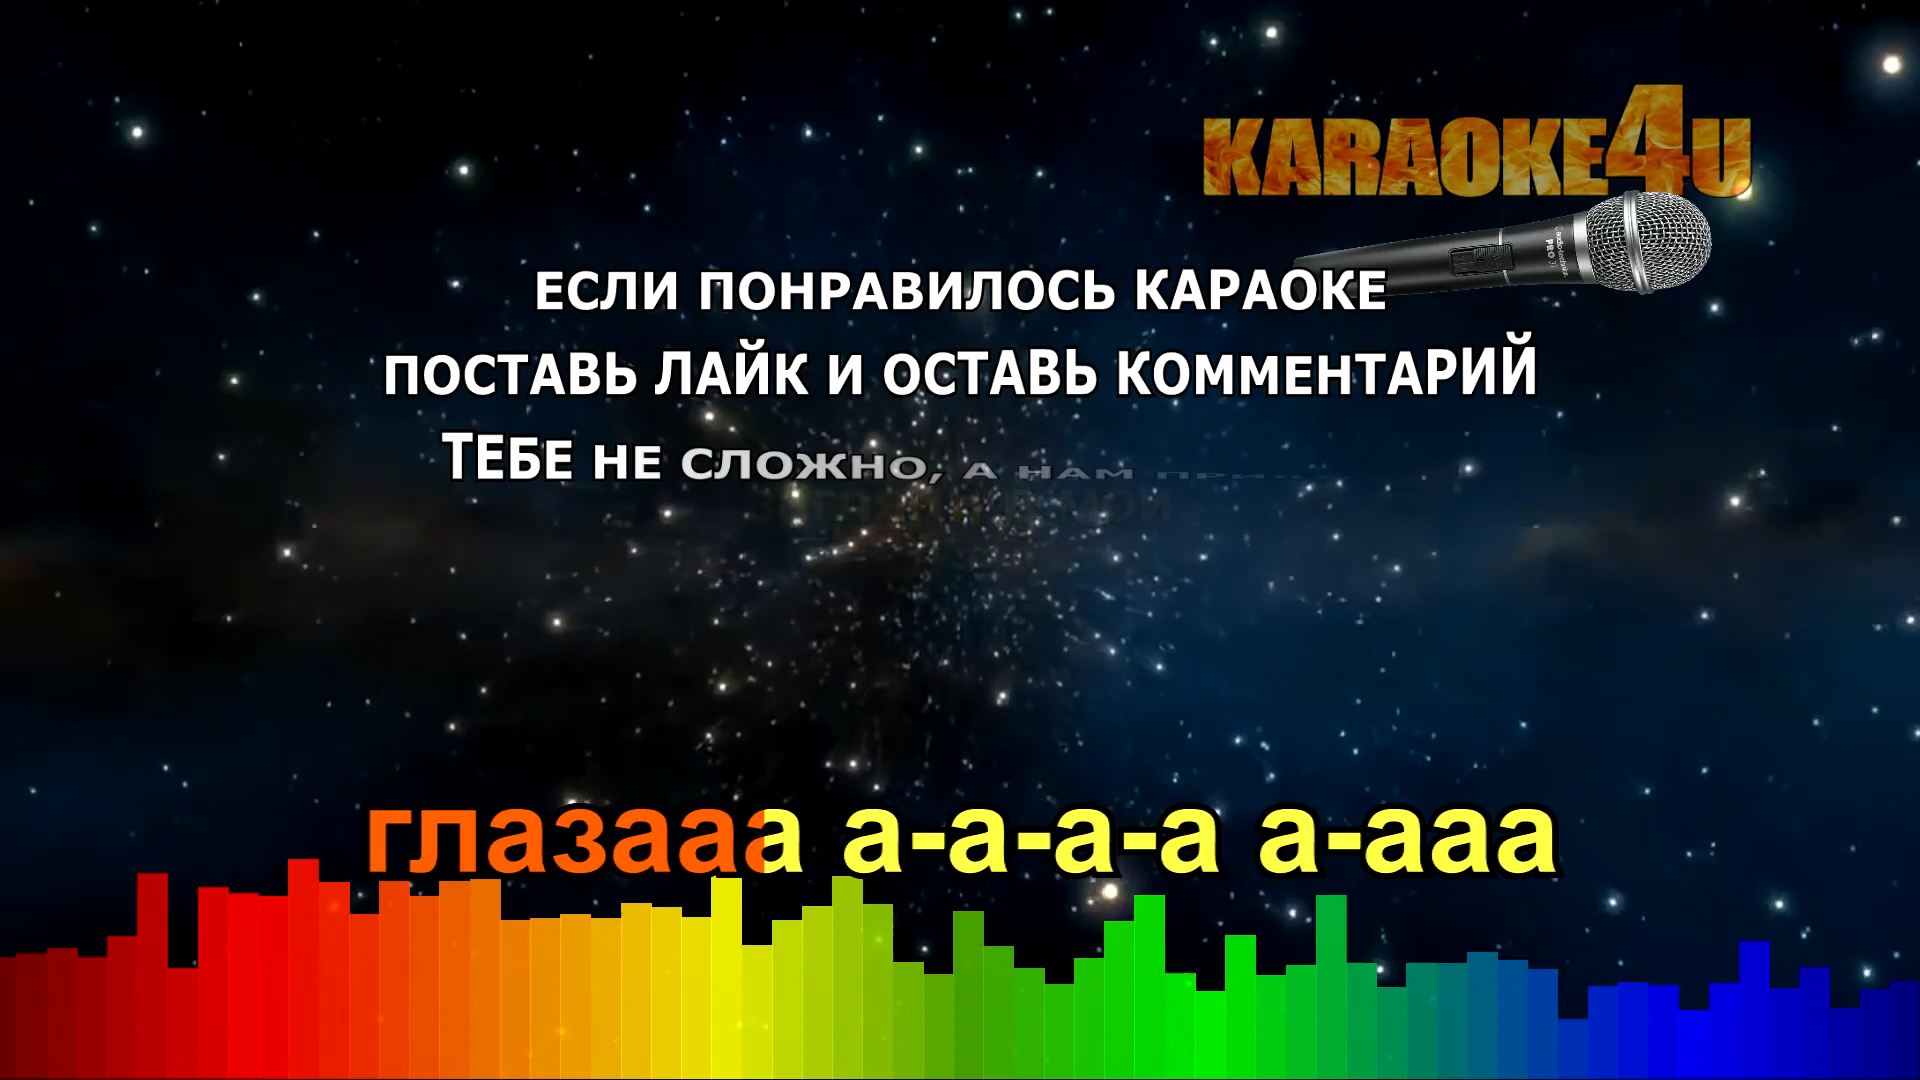 KARAOKE4U
ЕСЛИ ПОНРАВИЛОСЬ КАРАОКЕ
ПОСТАВЬ ЛАЙК И ОСТАВЬ КОММЕНТАРИЙ
ТЕБЕ НЕ СЛОЖНО, А НАМ
глазааа а-а-а-а а-ааа